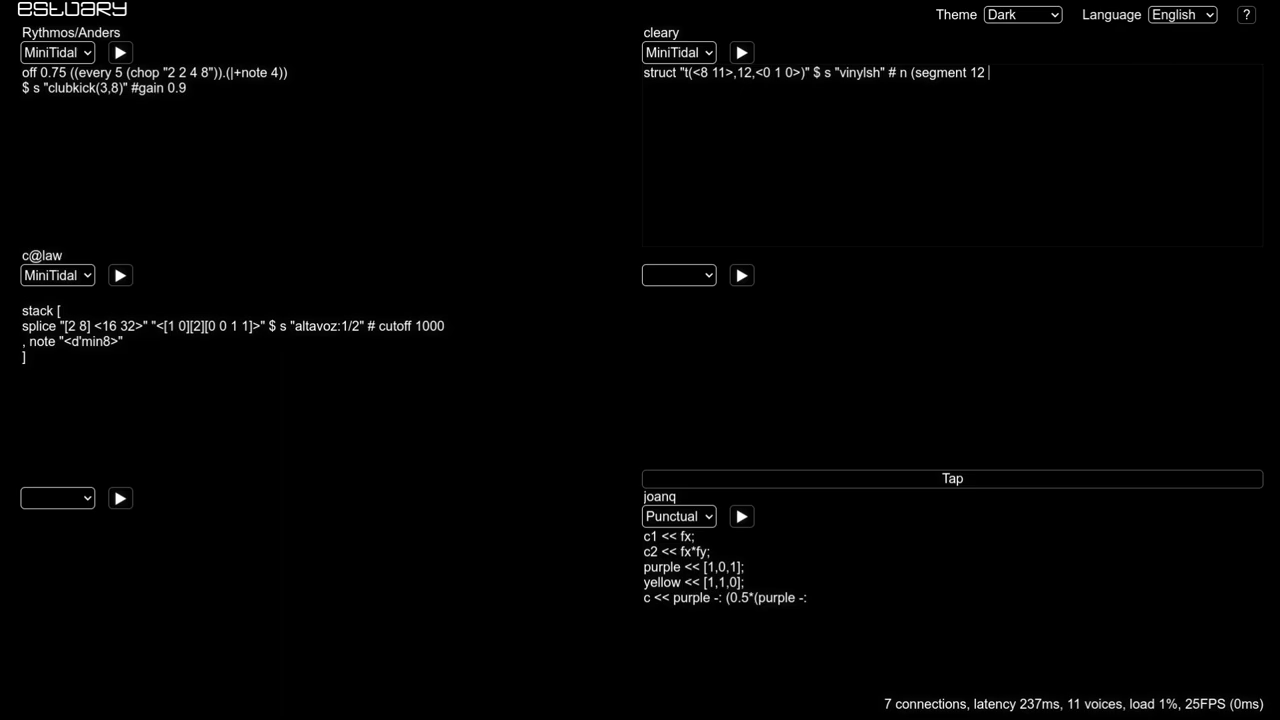 estuary
Theme Dark Language English ?
Rythmos/Anders
MiniTidal
off 0.75 ((every 5 (chop "2 2 4 8")).(|+note 4))
$ s "clubkick(3,8)" #gain 0.9
cleary
MiniTidal
struct "t(<8 11>,12,<0 1 0>)" $ s "vinylsh" # n (segment 12
c@law
MiniTidal
stack [
splice "[2 8] <16 32>" "<[1 0][2][0 0 1 1]>" $ s "altavoz:1/2" # cutoff 1000
, note "<d'min8>"
]
Tap
joanq
Punctual
c1 << fx;
c2 << fx*fy;
purple << [1,0,1];
yellow << [1,1,0];
c << purple -: (0.5*(purple -:
7 connections, latency 237ms, 11 voices, load 1%, 25FPS (0ms)